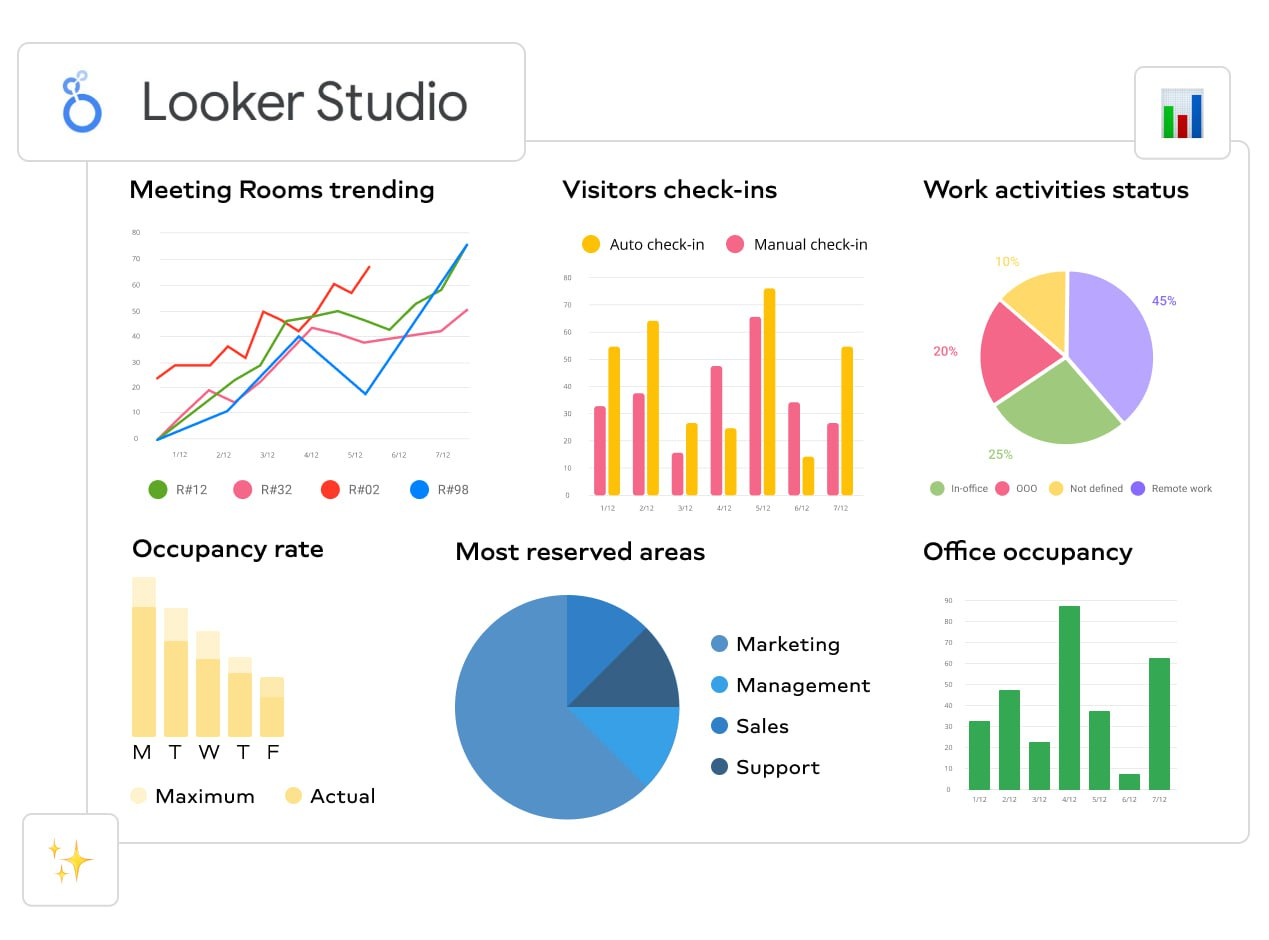 Looker Studio
Meeting Rooms trending
80
70
60
50
40
30
20
10
0
1/12 2/12 3/12 4/12 5/12 6/12 7/12
R#12 R#32 R#02 R#98
Visitors check-ins
Auto check-in Manual check-in
80
70
60
50
40
30
20
10
0
1/12 2/12 3/12 4/12 5/12 6/12 7/12
Work activities status
10%
45%
20%
25%
In-office OOO Not defined Remote work
Occupancy rate
M T W T F
Maximum Actual
Most reserved areas
Marketing
Management
Sales
Support
Office occupancy
90
80
70
60
50
40
30
20
10
0
1/12 2/12 3/12 4/12 5/12 6/12 7/12